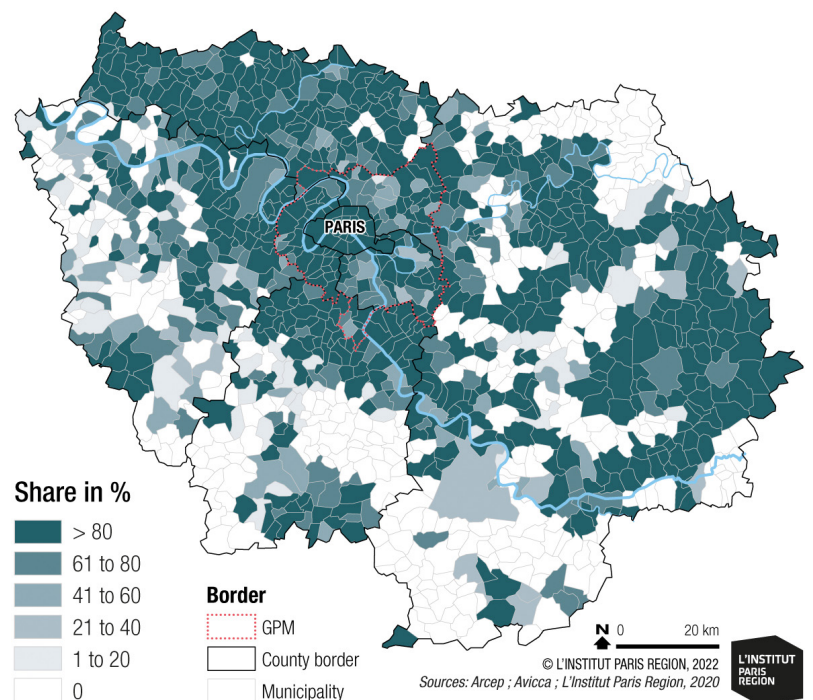 PARIS
Share in %
> 80
61 to 80
41 to 60
21 to 40
1 to 20
0
Border
GPM
County border
Municipality
N 0 20 km
© L'INSTITUT PARIS REGION, 2022
Sources: Arcep ; Avicca ; L'Institut Paris Region, 2020
L'INSTITUT
PARIS
REGION